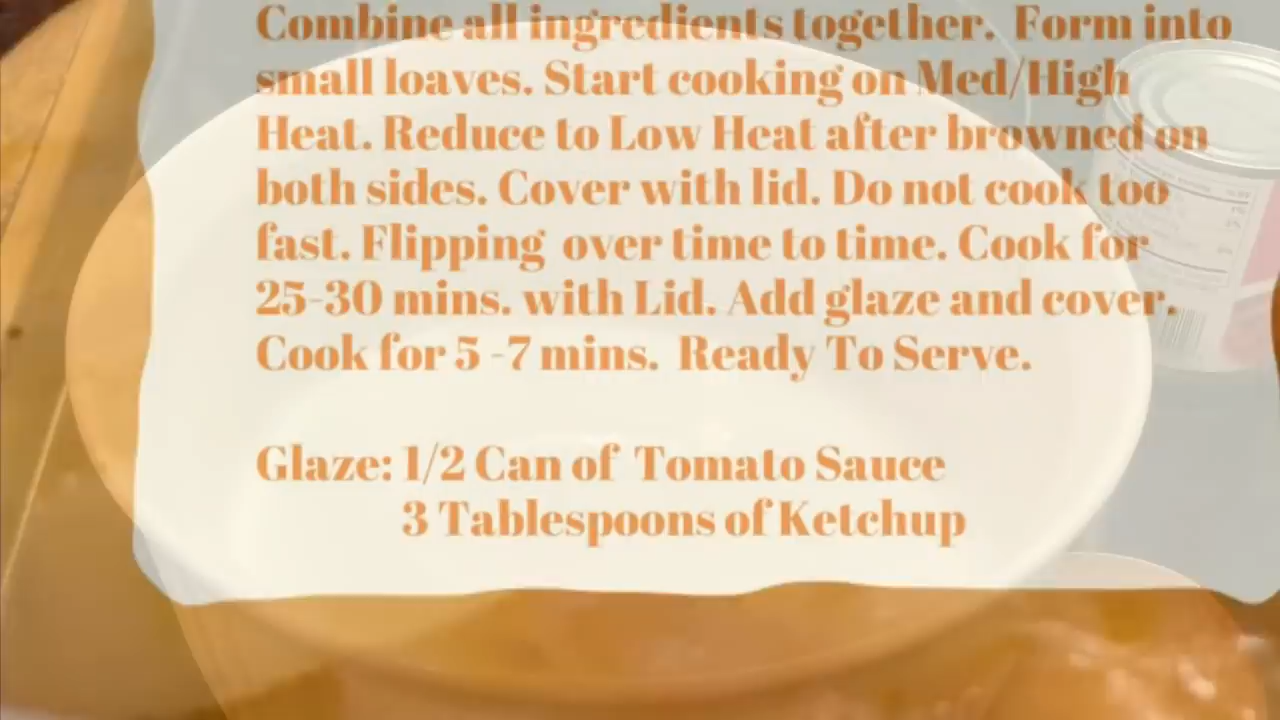 Combine all ingredients together. Form into
small loaves. Start cooking on Med/High
Heat. Reduce to Low Heat after browned on
both sides. Cover with lid. Do not cook too
fast. Flipping over time to time. Cook for
25-30 mins. with Lid. Add glaze and cover.
Cook for 5 -7 mins. Ready To Serve.
Glaze: 1/2 Can of Tomato Sauce
3 Tablespoons of Ketchup